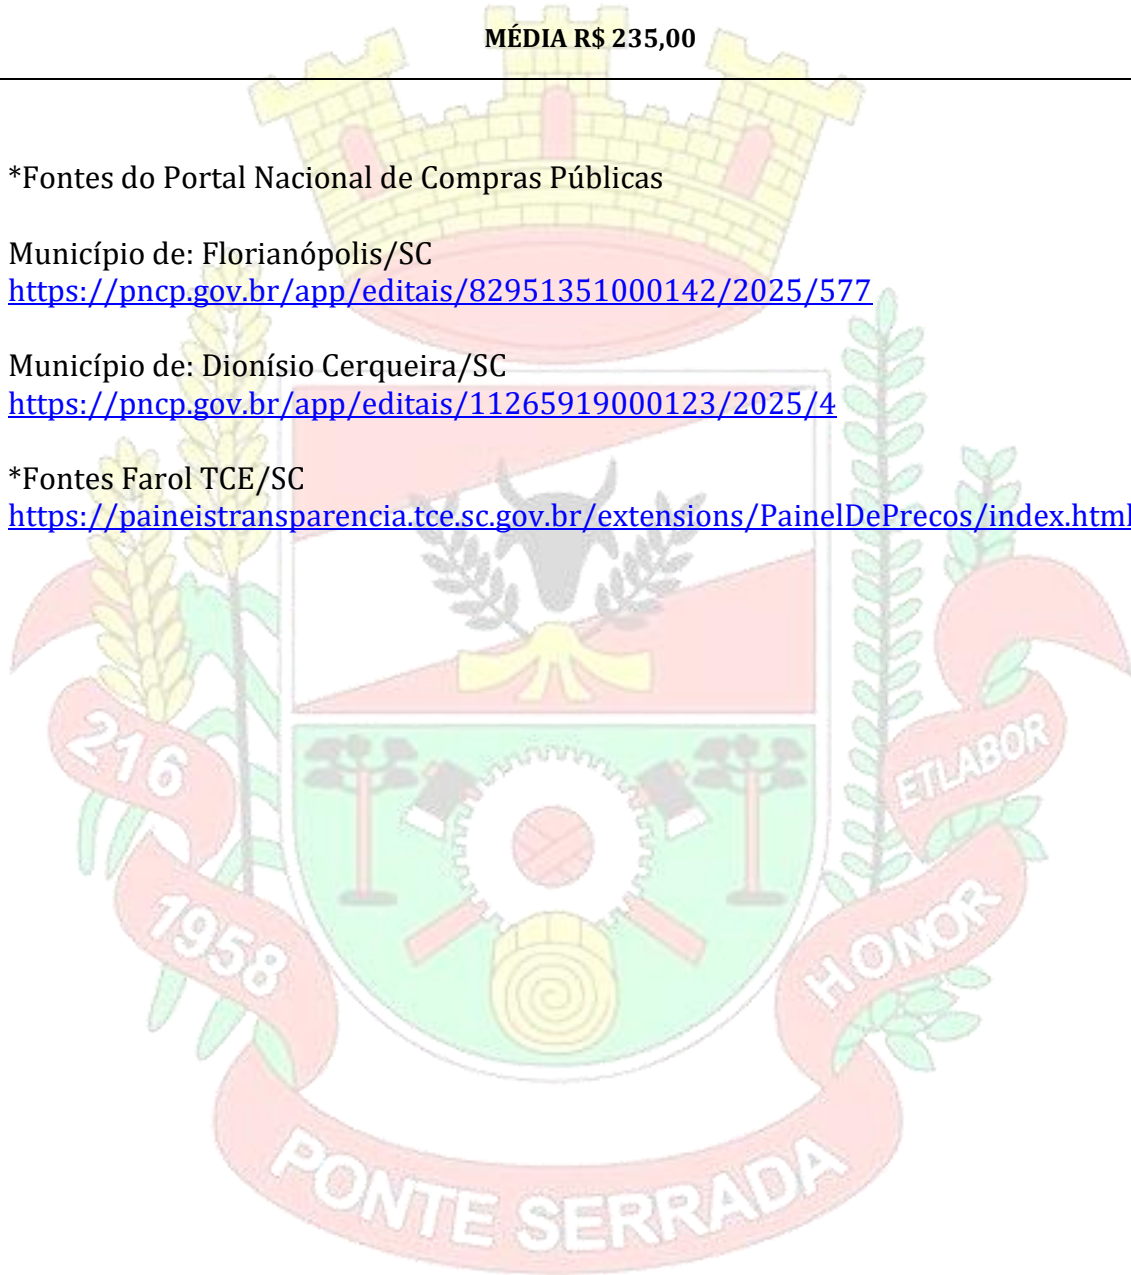 MÉDIA R$ 235,00
*Fontes do Portal Nacional de Compras Públicas
Município de: Florianópolis/SC
https://pncp.gov.br/app/editais/82951351000142/2025/577
Município de: Dionísio Cerqueira/SC
https://pncp.gov.br/app/editais/11265919000123/2025/4
*Fontes Farol TCE/SC
https://paineistransparencia.tce.sc.gov.br/extensions/PainelDePrecos/index.html
216
1958
PONTE SERRADA
HONOR
ETLABOR